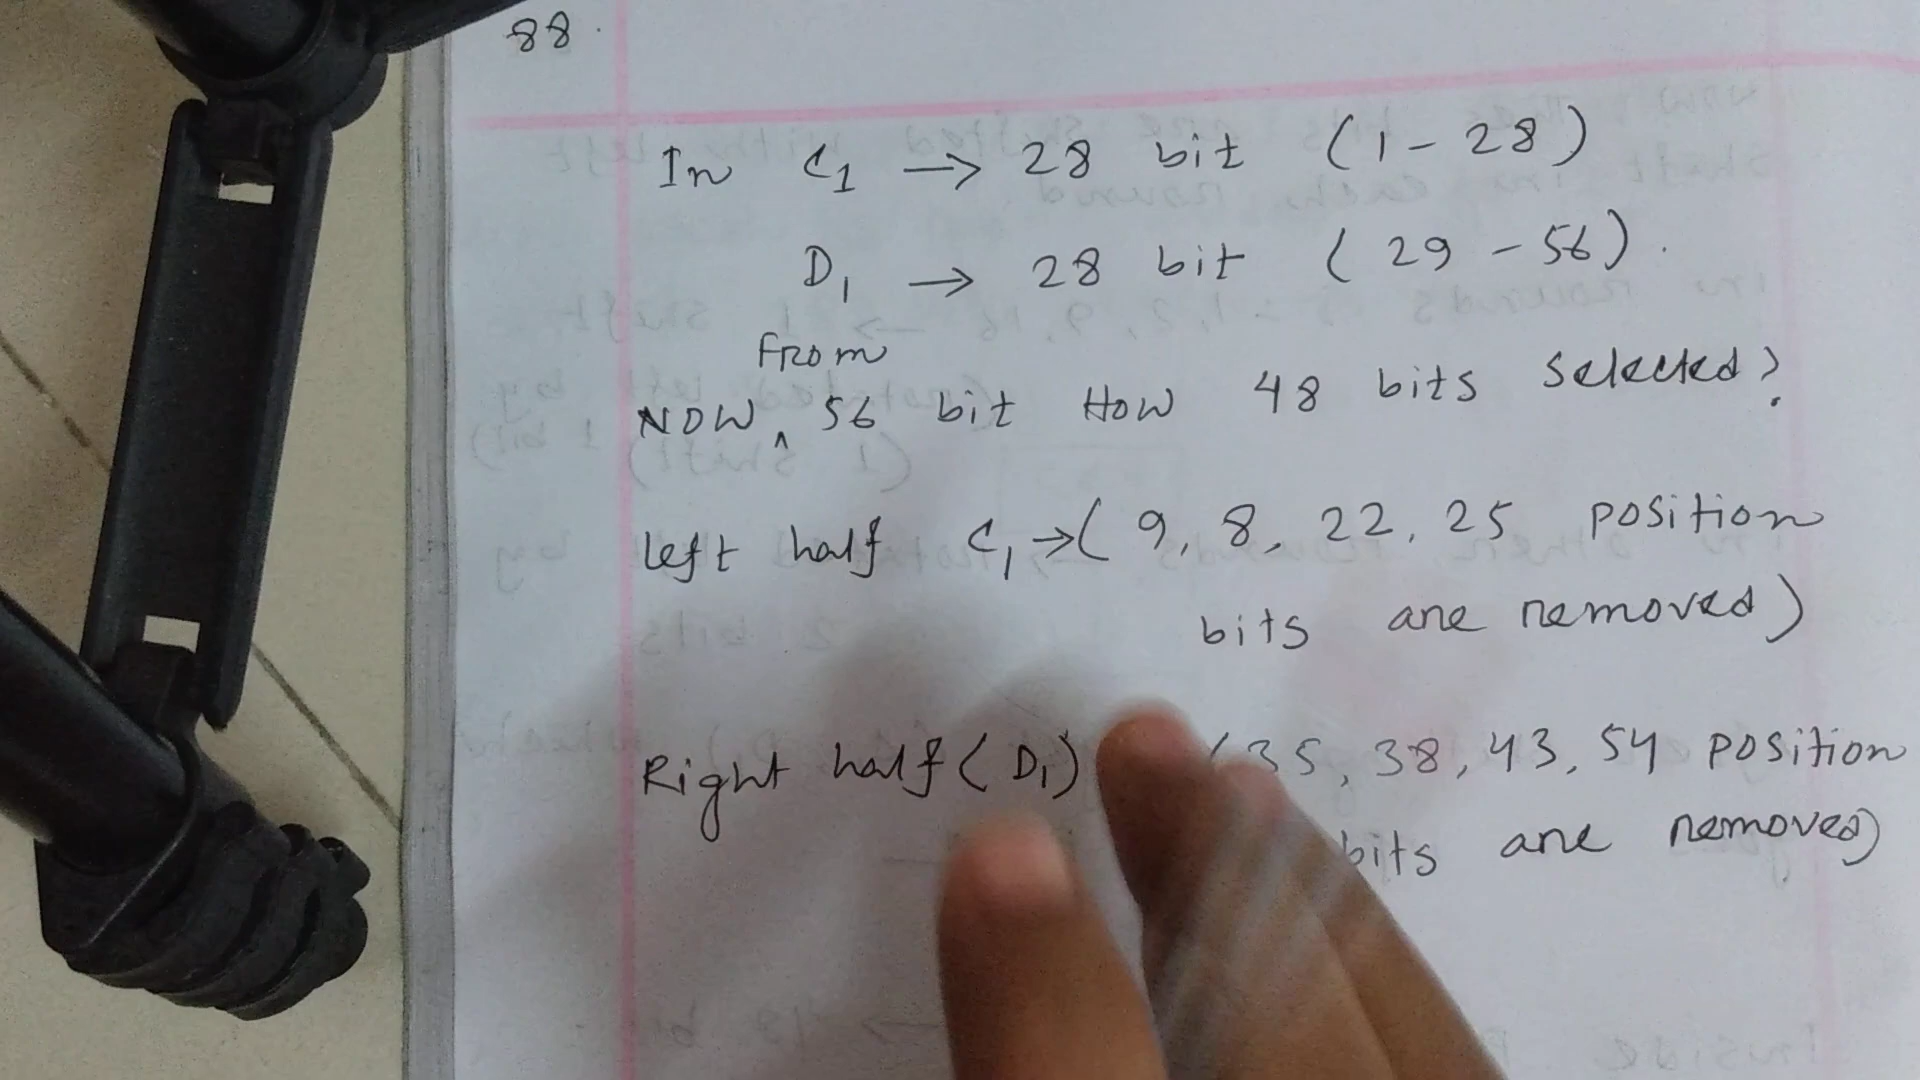 88.
In C1 → 28 bit (1 - 28)
D1 → 28 bit (29 - 56).
From
NOW ^ 56 bit How 48 bits selected?
left half C1 → (9, 8, 22, 25 position
bits are removed)
Right half (D1) (35, 38, 43, 54 position
bits are removed)